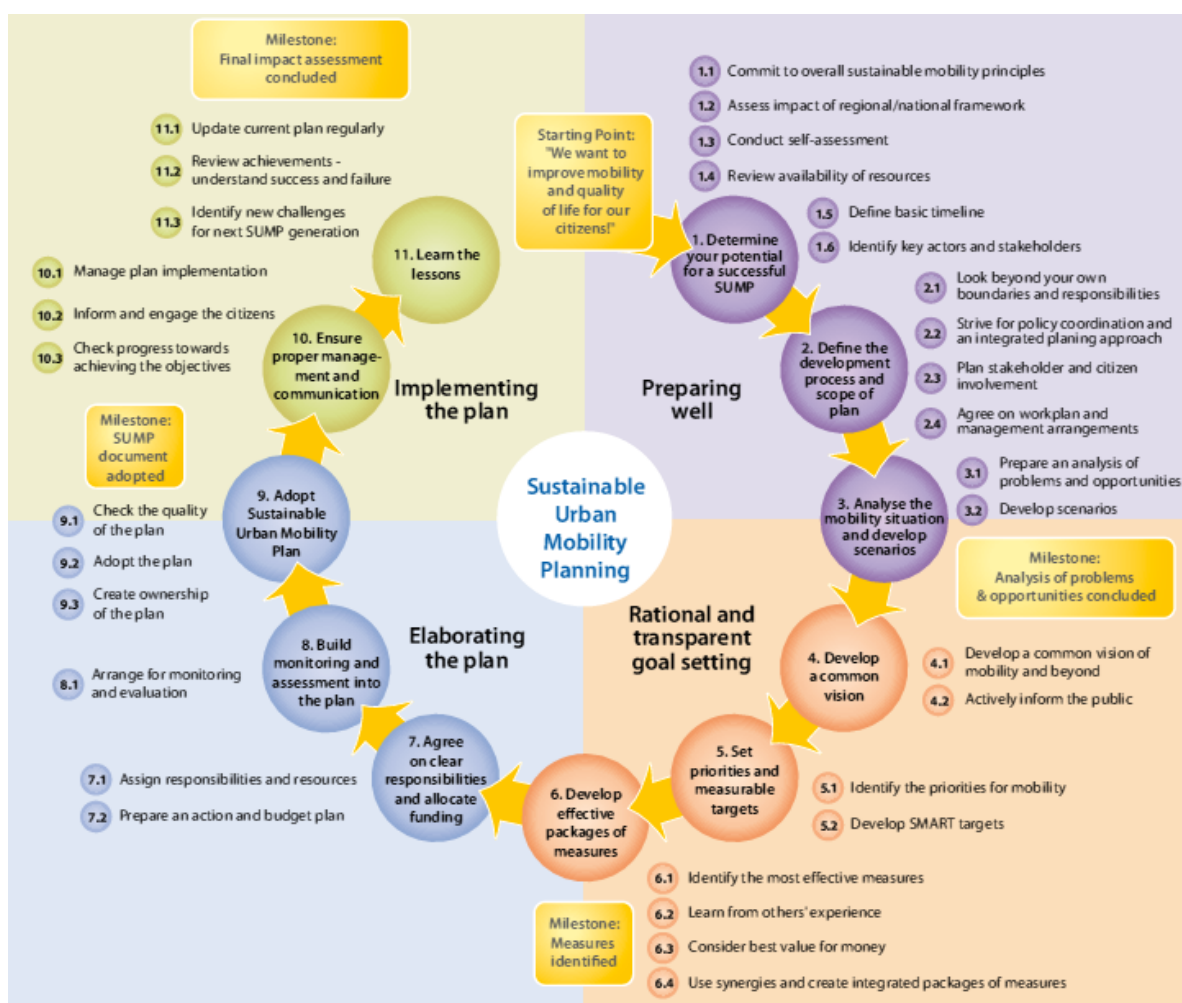 Milestone:
Final impact assessment
concluded
11.1 Update current plan regularly
11.2 Review achievements -
understand success and failure
11.3 Identify new challenges
for next SUMP generation
10.1 Manage plan implementation
10.2 Inform and engage the citizens
10.3 Check progress towards
achieving the objectives
11. Learn the
lessons
10. Ensure
proper manage-
ment and
communication
Implementing
the plan
Starting Point:
"We want to
improve mobility
and quality
of life for our
citizens!"
1.1 Commit to overall sustainable mobility principles
1.2 Assess impact of regional/national framework
1.3 Conduct self-assessment
1.4 Review availability of resources
1.5 Define basic timeline
1.6 Identify key actors and stakeholders
1. Determine
your potential
for a successful
SUMP
2.1 Look beyond your own
boundaries and responsibilities
2.2 Strive for policy coordination and
an integrated planing approach
2.3 Plan stakeholder and citizen
involvement
2.4 Agree on workplan and
management arrangements
2. Define the
development
process and
scope of
plan
Preparing
well
3.1 Prepare an analysis of
problems and opportunities
3.2 Develop scenarios
3. Analyse the
mobility situation
and develop
scenarios
Milestone:
Analysis of problems
& opportunities concluded
Sustainable
Urban
Mobility
Planning
Rational and
transparent
goal setting
4. Develop
a common
vision
4.1 Develop a common vision of
mobility and beyond
4.2 Actively inform the public
5. Set
priorities and
measurable
targets
5.1 Identify the priorities for mobility
5.2 Develop SMART targets
6. Develop
effective
packages of
measures
6.1 Identify the most effective measures
6.2 Learn from others' experience
6.3 Consider best value for money
6.4 Use synergies and create integrated packages of measures
Milestone:
Measures
identified
Elaborating
the plan
7. Agree
on clear
responsibilities
and allocate
funding
7.1 Assign responsibilities and resources
7.2 Prepare an action and budget plan
8. Build
monitoring and
assessment into
the plan
8.1 Arrange for monitoring
and evaluation
9. Adopt
Sustainable
Urban Mobility
Plan
9.1 Check the quality
of the plan
9.2 Adopt the plan
9.3 Create ownership
of the plan
Milestone:
SUMP
document
adopted